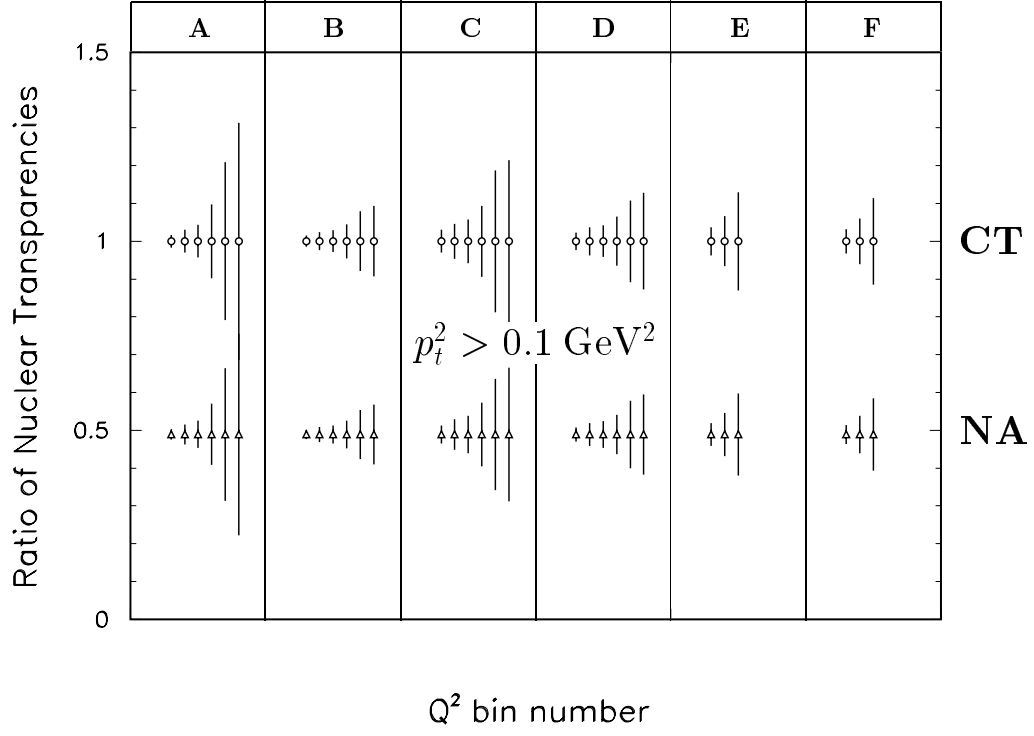 A B C D E F
1.5
1
0.5
0
Ratio of Nuclear Transparencies
CT
p_t^2 > 0.1 GeV^2
NA
Q^2 bin number